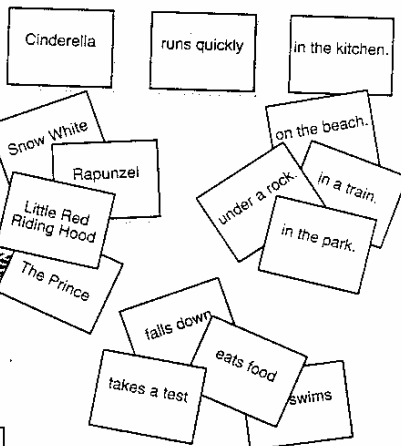 Cinderella
runs quickly
in the kitchen.
Snow White
Rapunzel
Little Red
Riding Hood
The Prince
on the beach.
in a train.
under a rock.
in the park.
falls down
eats food
takes a test
swims